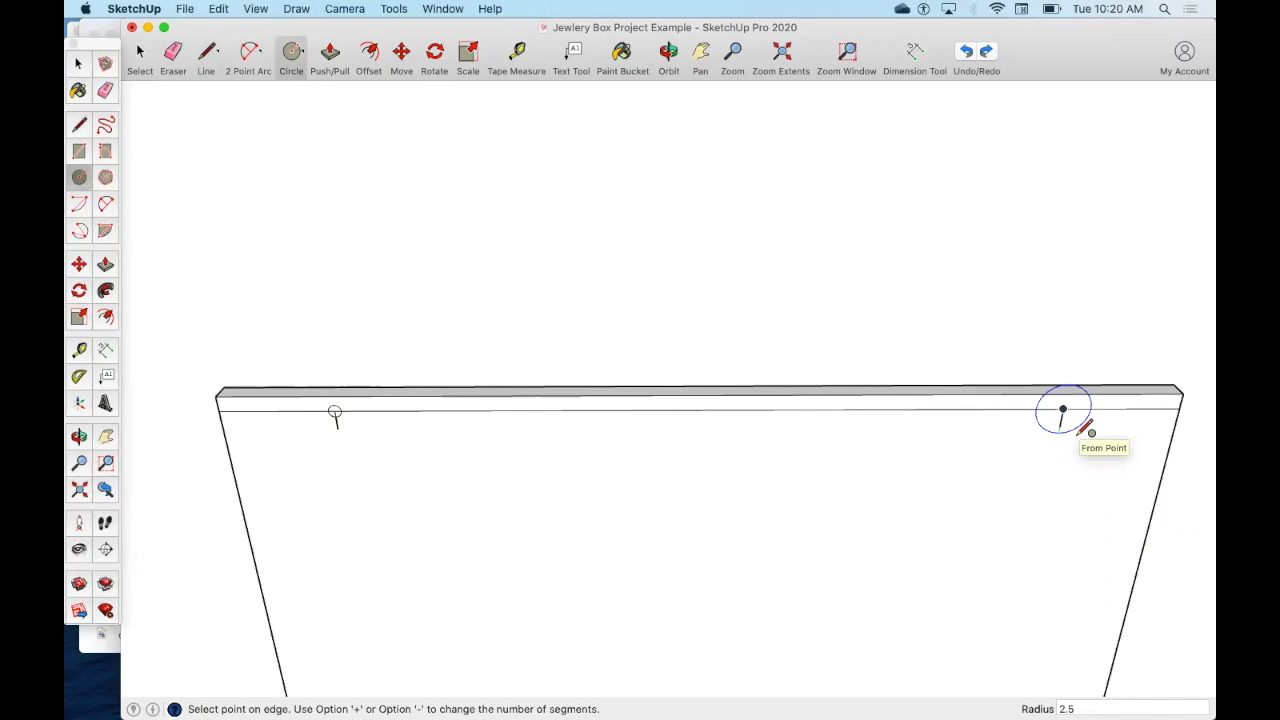 SketchUp File Edit View Draw Camera Tools Window Help Tue 10:20 AM
Jewlery Box Project Example - SketchUp Pro 2020
A1
Select Eraser Line 2 Point Arc Circle Push/Pull Offset Move Rotate Scale Tape Measure Text Tool Paint Bucket Orbit Pan Zoom Zoom Extents Zoom Window Dimension Tool Undo/Redo My Account
A1
From Point
Select point on edge. Use Option '+' or Option '-' to change the number of segments. Radius 2.5